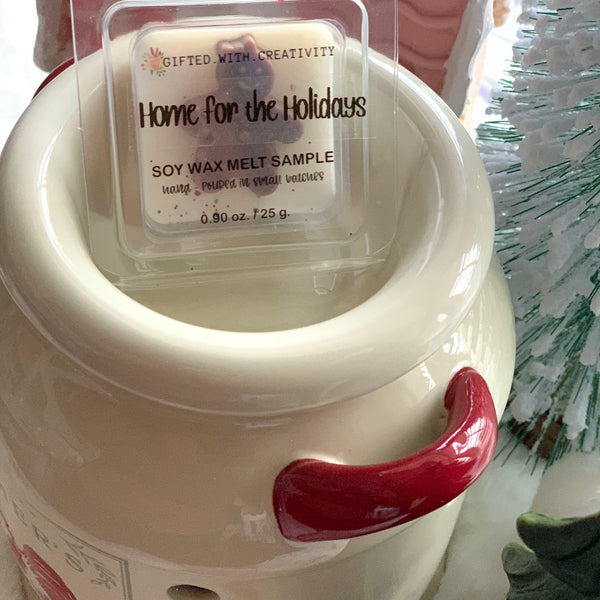 GIFTED.WITH.CREATIVITY
Home for the Holidays
SOY WAX MELT SAMPLE
hand - poured in small batches
0.90 oz. / 25 g.